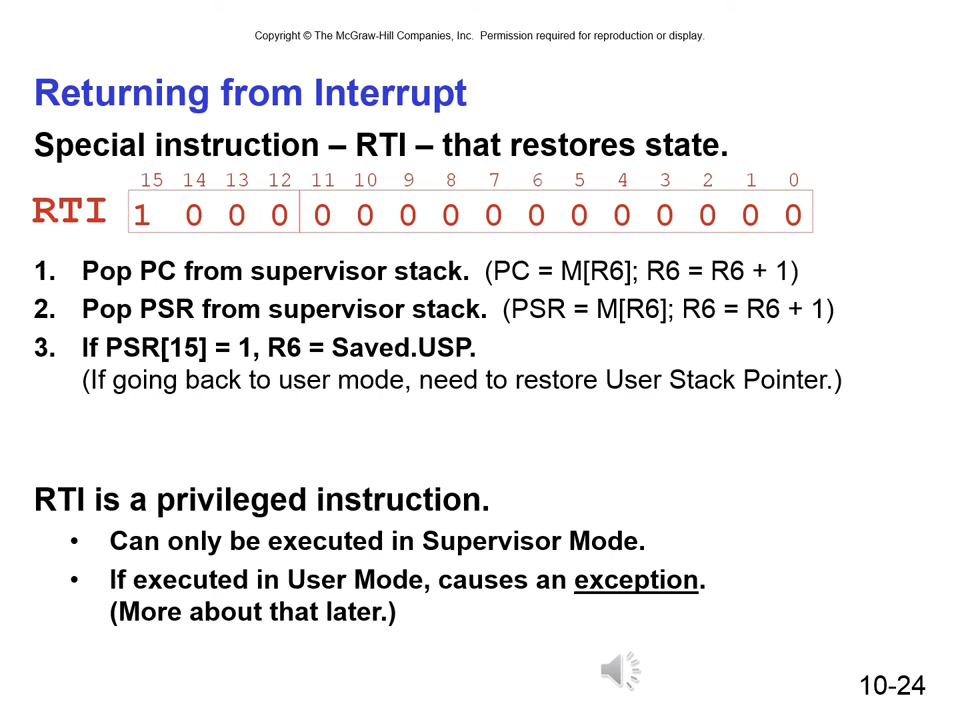 Copyright © The McGraw-Hill Companies, Inc.  Permission required for reproduction or display.
Returning from Interrupt
Special instruction – RTI – that restores state.
15 14 13 12 11 10 9 8 7 6 5 4 3 2 1 0
RTI 1 0 0 0 0 0 0 0 0 0 0 0 0 0 0 0
1. Pop PC from supervisor stack. (PC = M[R6]; R6 = R6 + 1)
2. Pop PSR from supervisor stack. (PSR = M[R6]; R6 = R6 + 1)
3. If PSR[15] = 1, R6 = Saved.USP.
(If going back to user mode, need to restore User Stack Pointer.)
RTI is a privileged instruction.
• Can only be executed in Supervisor Mode.
• If executed in User Mode, causes an exception.
(More about that later.)
10-24